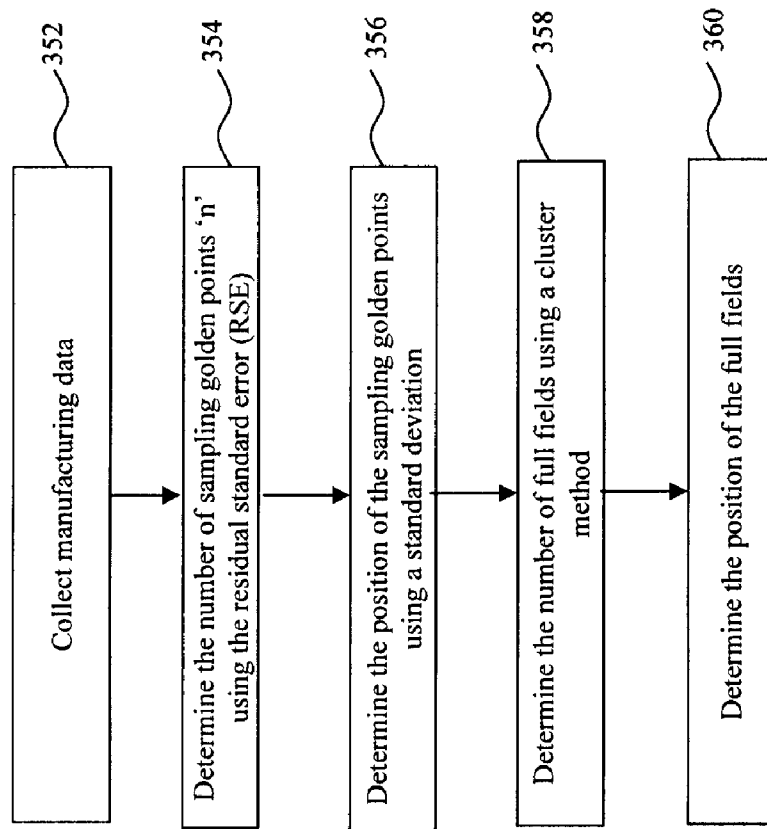 Collect manufacturing data
352
Determine the number of sampling golden points ‘n’
using the residual standard error (RSE)
354
Determine the position of the sampling golden points
using a standard deviation
356
Determine the number of full fields using a cluster
method
358
Determine the position of the full fields
360